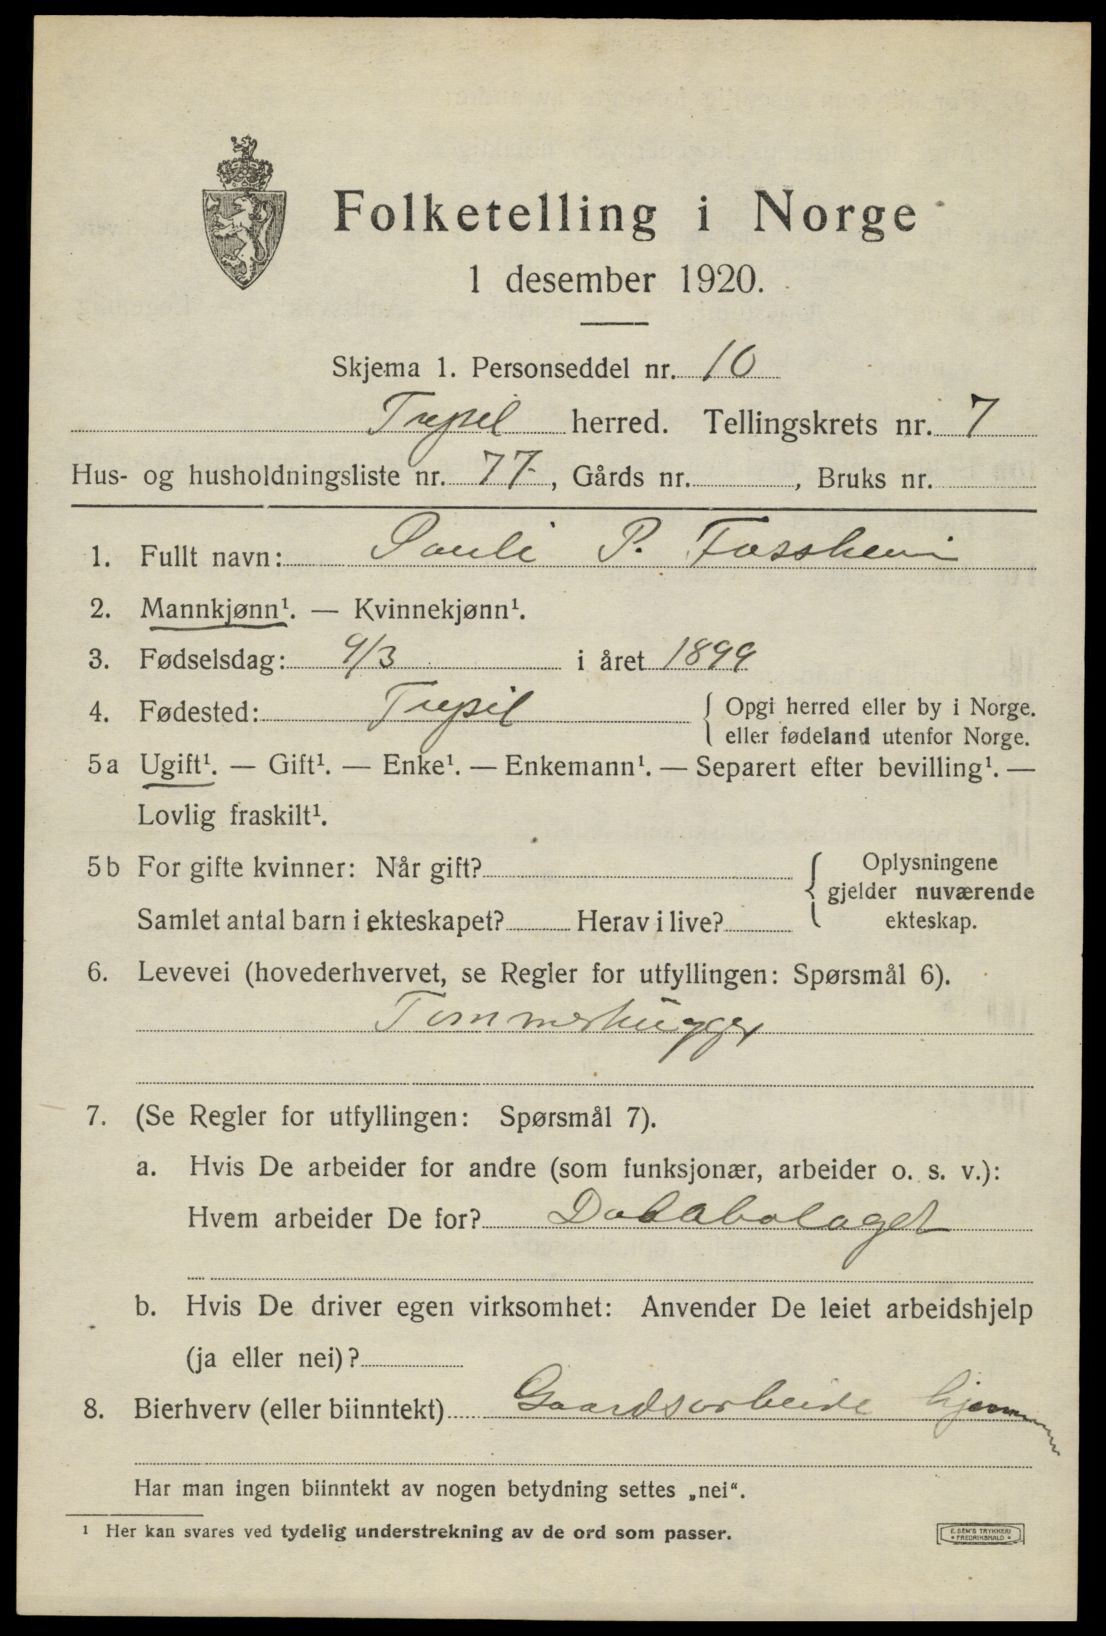 Folketelling i Norge
1 desember 1920.
Skjema 1. Personseddel nr. 10
Trysil herred. Tellingskrets nr. 7
Hus- og husholdningsliste nr. 77, Gårds nr. , Bruks nr.
1. Fullt navn: Pauli P. Fossheim
2. Mannkjønn¹. — Kvinnekjønn¹.
3. Fødselsdag: 9/3 i året 1899
4. Fødested: Trysil { Opgi herred eller by i Norge.
eller fødeland utenfor Norge.
5a Ugift¹. — Gift¹. — Enke¹. — Enkemann¹. — Separert efter bevilling¹. —
Lovlig fraskilt¹.
5b For gifte kvinner: Når gift? { Oplysningene
gjelder nuværende
Samlet antal barn i ekteskapet? Herav i live? ekteskap.
6. Levevei (hovederhvervet, se Regler for utfyllingen: Spørsmål 6).
Tømmerhugger
7. (Se Regler for utfyllingen: Spørsmål 7).
a. Hvis De arbeider for andre (som funksjonær, arbeider o. s. v.):
Hvem arbeider De for? Dalabolaget
b. Hvis De driver egen virksomhet: Anvender De leiet arbeidshjelp
(ja eller nei)?
8. Bierhverv (eller biinntekt) Gaardsarbeide hjemme
Har man ingen biinntekt av nogen betydning settes „nei“.
¹ Her kan svares ved tydelig understrekning av de ord som passer.
E. SEM'S TRYKKERI
FREDRIKSHALD